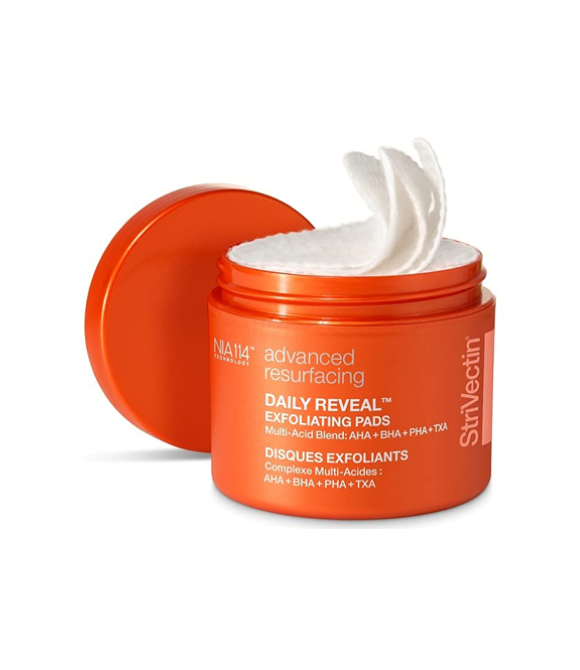 NIA114™
TECHNOLOGY
advanced
resurfacing
DAILY REVEAL™
EXFOLIATING PADS
Multi-Acid Blend: AHA + BHA + PHA + TXA
DISQUES EXFOLIANTS
Complexe Multi-Acides :
AHA + BHA + PHA + TXA
StriVectin®